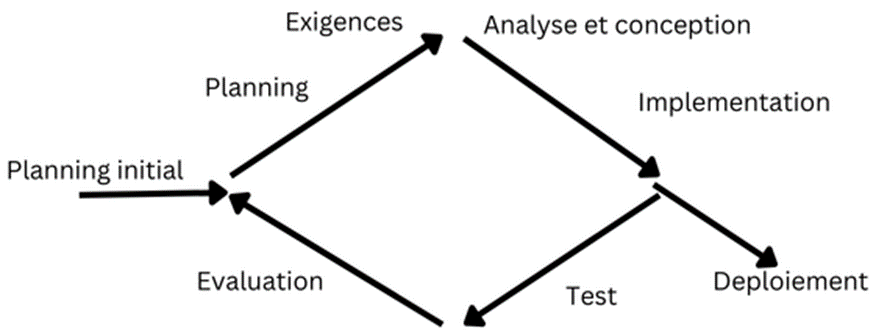 Exigences
Analyse et conception
Planning
Implementation
Planning initial
Evaluation
Test
Deploiement